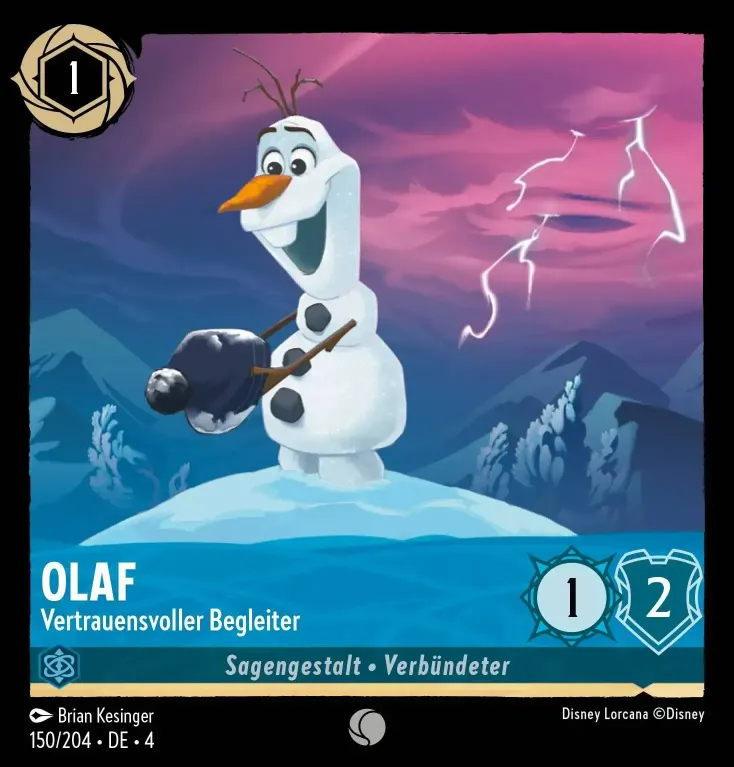 1
OLAF
Vertrauensvoller Begleiter
1
2
Sagengestalt • Verbündeter
Brian Kesinger
Disney Lorcana ©Disney
150/204 • DE • 4